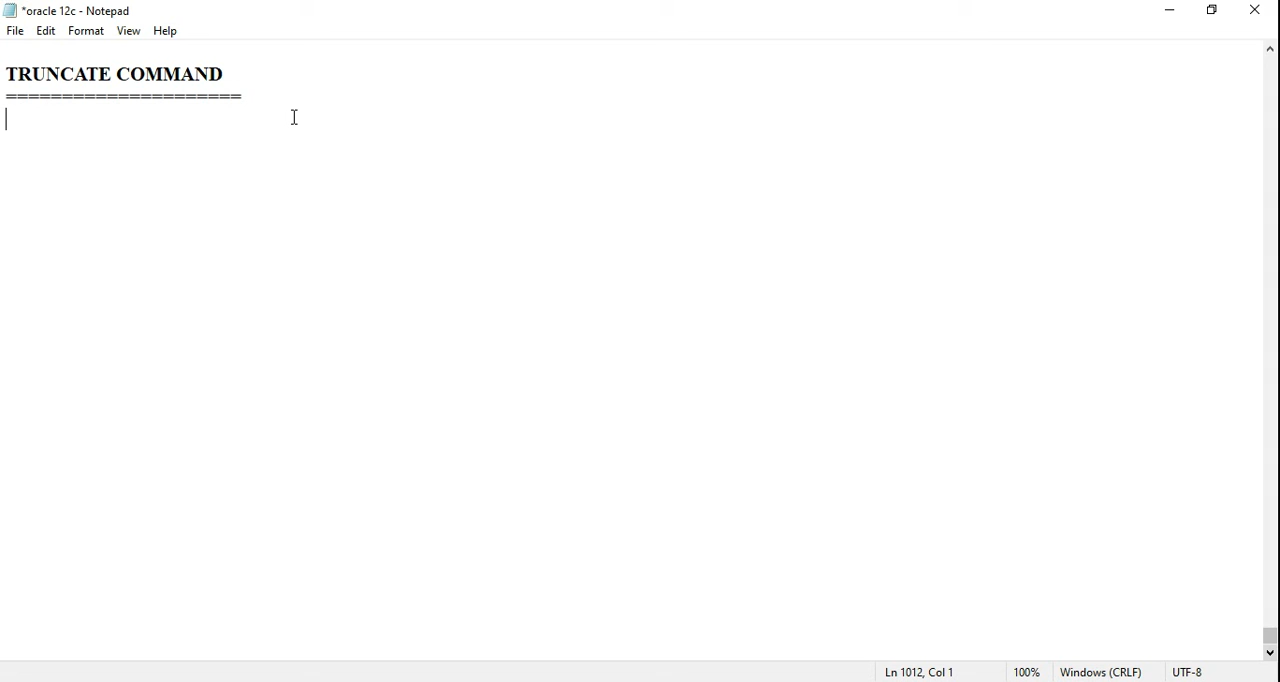 *oracle 12c - Notepad
File Edit Format View Help
TRUNCATE COMMAND
=====================
Ln 1012, Col 1 100% Windows (CRLF) UTF-8